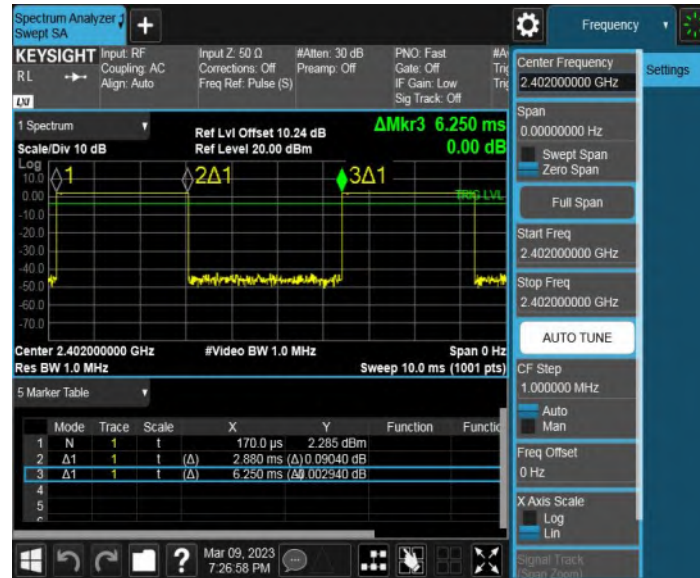 Spectrum Analyzer 1
Swept SA
+
Frequency
KEYSIGHT
RL
LXI
Input: RF
Coupling: AC
Align: Auto
Input Z: 50 Ω
Corrections: Off
Freq Ref: Pulse (S)
#Atten: 30 dB
Preamp: Off
PNO: Fast
Gate: Off
IF Gain: Low
Sig Track: Off
1 Spectrum
Scale/Div 10 dB
Ref Lvl Offset 10.24 dB
Ref Level 20.00 dBm
ΔMkr3 6.250 ms
0.00 dB
Log
10.0
0.00
-10.0
-20.0
-30.0
-40.0
-50.0
-60.0
-70.0
1
2Δ1
3Δ1
TRIG LVL
Center 2.402000000 GHz
#Video BW 1.0 MHz
Span 0 Hz
Res BW 1.0 MHz
Sweep 10.0 ms (1001 pts)
5 Marker Table
Mode Trace Scale X Y Function
1 N 1 t 170.0 µs 2.285 dBm
2 Δ1 1 t (Δ) 2.880 ms (Δ) 0.09040 dB
3 Δ1 1 t (Δ) 6.250 ms (Δ) 0.002940 dB
4
5
?
Mar 09, 2023
7:26:58 PM
Center Frequency
2.402000000 GHz
Settings
Span
0.00000000 Hz
Swept Span
Zero Span
Full Span
Start Freq
2.402000000 GHz
Stop Freq
2.402000000 GHz
AUTO TUNE
CF Step
1.000000 MHz
Auto
Man
Freq Offset
0 Hz
X Axis Scale
Log
Lin
Signal Track
(Span Zoom)